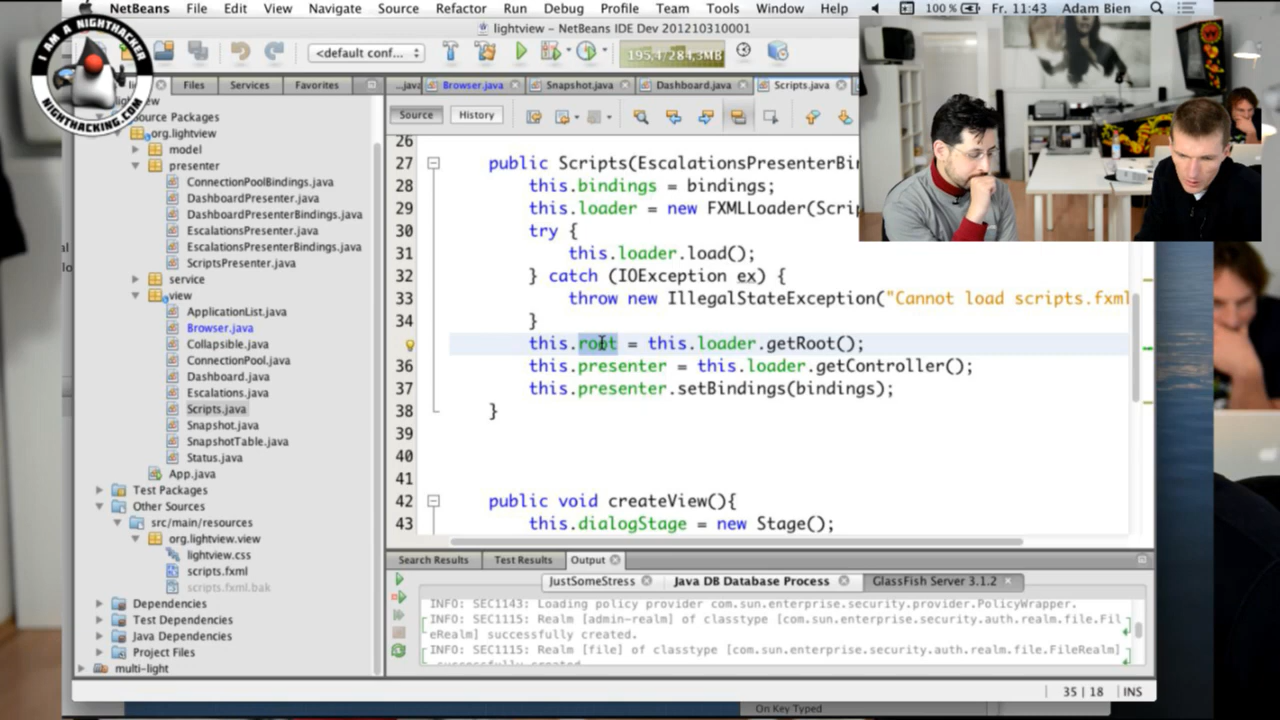 NetBeans File Edit View Navigate Source Refactor Run Debug Profile Team Tools Window Help 100 % Fr. 11:43 Adam Bien
lightview – NetBeans IDE Dev 201210310001
I AM A NIGHTHACKER
NIGHTHACKING.COM
<default conf...
195,4/284,3MB
Files Services Favorites
...java Browser.java Snapshot.java Dashboard.java Scripts.java
Source History
Source Packages
org.lightview
model
presenter
ConnectionPoolBindings.java
DashboardPresenter.java
DashboardPresenterBindings.java
EscalationsPresenter.java
EscalationsPresenterBindings.java
ScriptsPresenter.java
service
view
ApplicationList.java
Browser.java
Collapsible.java
ConnectionPool.java
Dashboard.java
Escalations.java
Scripts.java
Snapshot.java
SnapshotTable.java
Status.java
App.java
Test Packages
Other Sources
src/main/resources
org.lightview.view
lightview.css
scripts.fxml
scripts.fxml.bak
Dependencies
Test Dependencies
Java Dependencies
Project Files
multi-light
26
27 public Scripts(EscalationsPresenterBin
28 this.bindings = bindings;
29 this.loader = new FXMLLoader(Scrip
30 try {
31 this.loader.load();
32 } catch (IOException ex) {
33 throw new IllegalStateException("Cannot load scripts.fxml
34 }
this.root = this.loader.getRoot();
36 this.presenter = this.loader.getController();
37 this.presenter.setBindings(bindings);
38 }
39
40
41
42 public void createView(){
43 this.dialogStage = new Stage();
Search Results Test Results Output
JustSomeStress Java DB Database Process GlassFish Server 3.1.2
INFO: SEC1143: Loading policy provider com.sun.enterprise.security.provider.PolicyWrapper.
INFO: SEC1115: Realm [admin-realm] of classtype [com.sun.enterprise.security.auth.realm.file.Fil
eRealm] successfully created.
INFO: SEC1115: Realm [file] of classtype [com.sun.enterprise.security.auth.realm.file.FileRealm]
successfully created
35 | 18 INS
On Key Typed